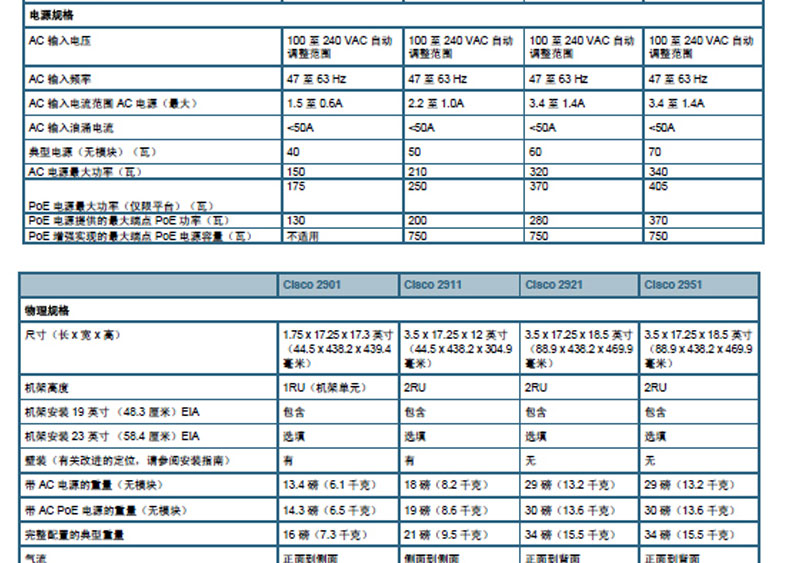 电源规格
AC 输入电压 100 至 240 VAC 自动调整范围 100 至 240 VAC 自动调整范围 100 至 240 VAC 自动调整范围 100 至 240 VAC 自动调整范围
AC 输入频率 47 至 63 Hz 47 至 63 Hz 47 至 63 Hz 47 至 63 Hz
AC 输入电流范围 AC 电源（最大） 1.5 至 0.6A 2.2 至 1.0A 3.4 至 1.4A 3.4 至 1.4A
AC 输入浪涌电流 <50A <50A <50A <50A
典型电源（无模块）（瓦） 40 50 60 70
AC 电源最大功率（瓦） 150 210 320 340
PoE 电源最大功率（仅限平台）（瓦） 175 250 370 405
PoE 电源提供的最大端点 PoE 功率（瓦） 130 200 280 370
PoE 增强实现的最大端点 PoE 电源容量（瓦） 不适用 750 750 750
Cisco 2901 Cisco 2911 Cisco 2921 Cisco 2951
物理规格
尺寸（长 x 宽 x 高） 1.75 x 17.25 x 17.3 英寸（44.5 x 438.2 x 439.4 毫米） 3.5 x 17.25 x 12 英寸（44.5 x 438.2 x 304.9 毫米） 3.5 x 17.25 x 18.5 英寸（88.9 x 438.2 x 469.9 毫米） 3.5 x 17.25 x 18.5 英寸（88.9 x 438.2 x 469.9 毫米）
机架高度 1RU（机架单元） 2RU 2RU 2RU
机架安装 19 英寸 （48.3 厘米）EIA 包含 包含 包含 包含
机架安装 23 英寸 （58.4 厘米）EIA 选填 选填 选填 选填
壁装（有关改进的定位，请参阅安装指南） 有 有 无 无
带 AC 电源的重量（无模块） 13.4 磅（6.1 千克） 18 磅（8.2 千克） 29 磅（13.2 千克） 29 磅（13.2 千克）
带 AC PoE 电源的重量（无模块） 14.3 磅（6.5 千克） 19 磅（8.6 千克） 30 磅（13.6 千克） 30 磅（13.6 千克）
完整配置的典型重量 16 磅（7.3 千克） 21 磅（9.5 千克） 34 磅（15.5 千克） 34 磅（15.5 千克）
气流 正面到侧面 侧面到侧面 正面到背面 正面到背面